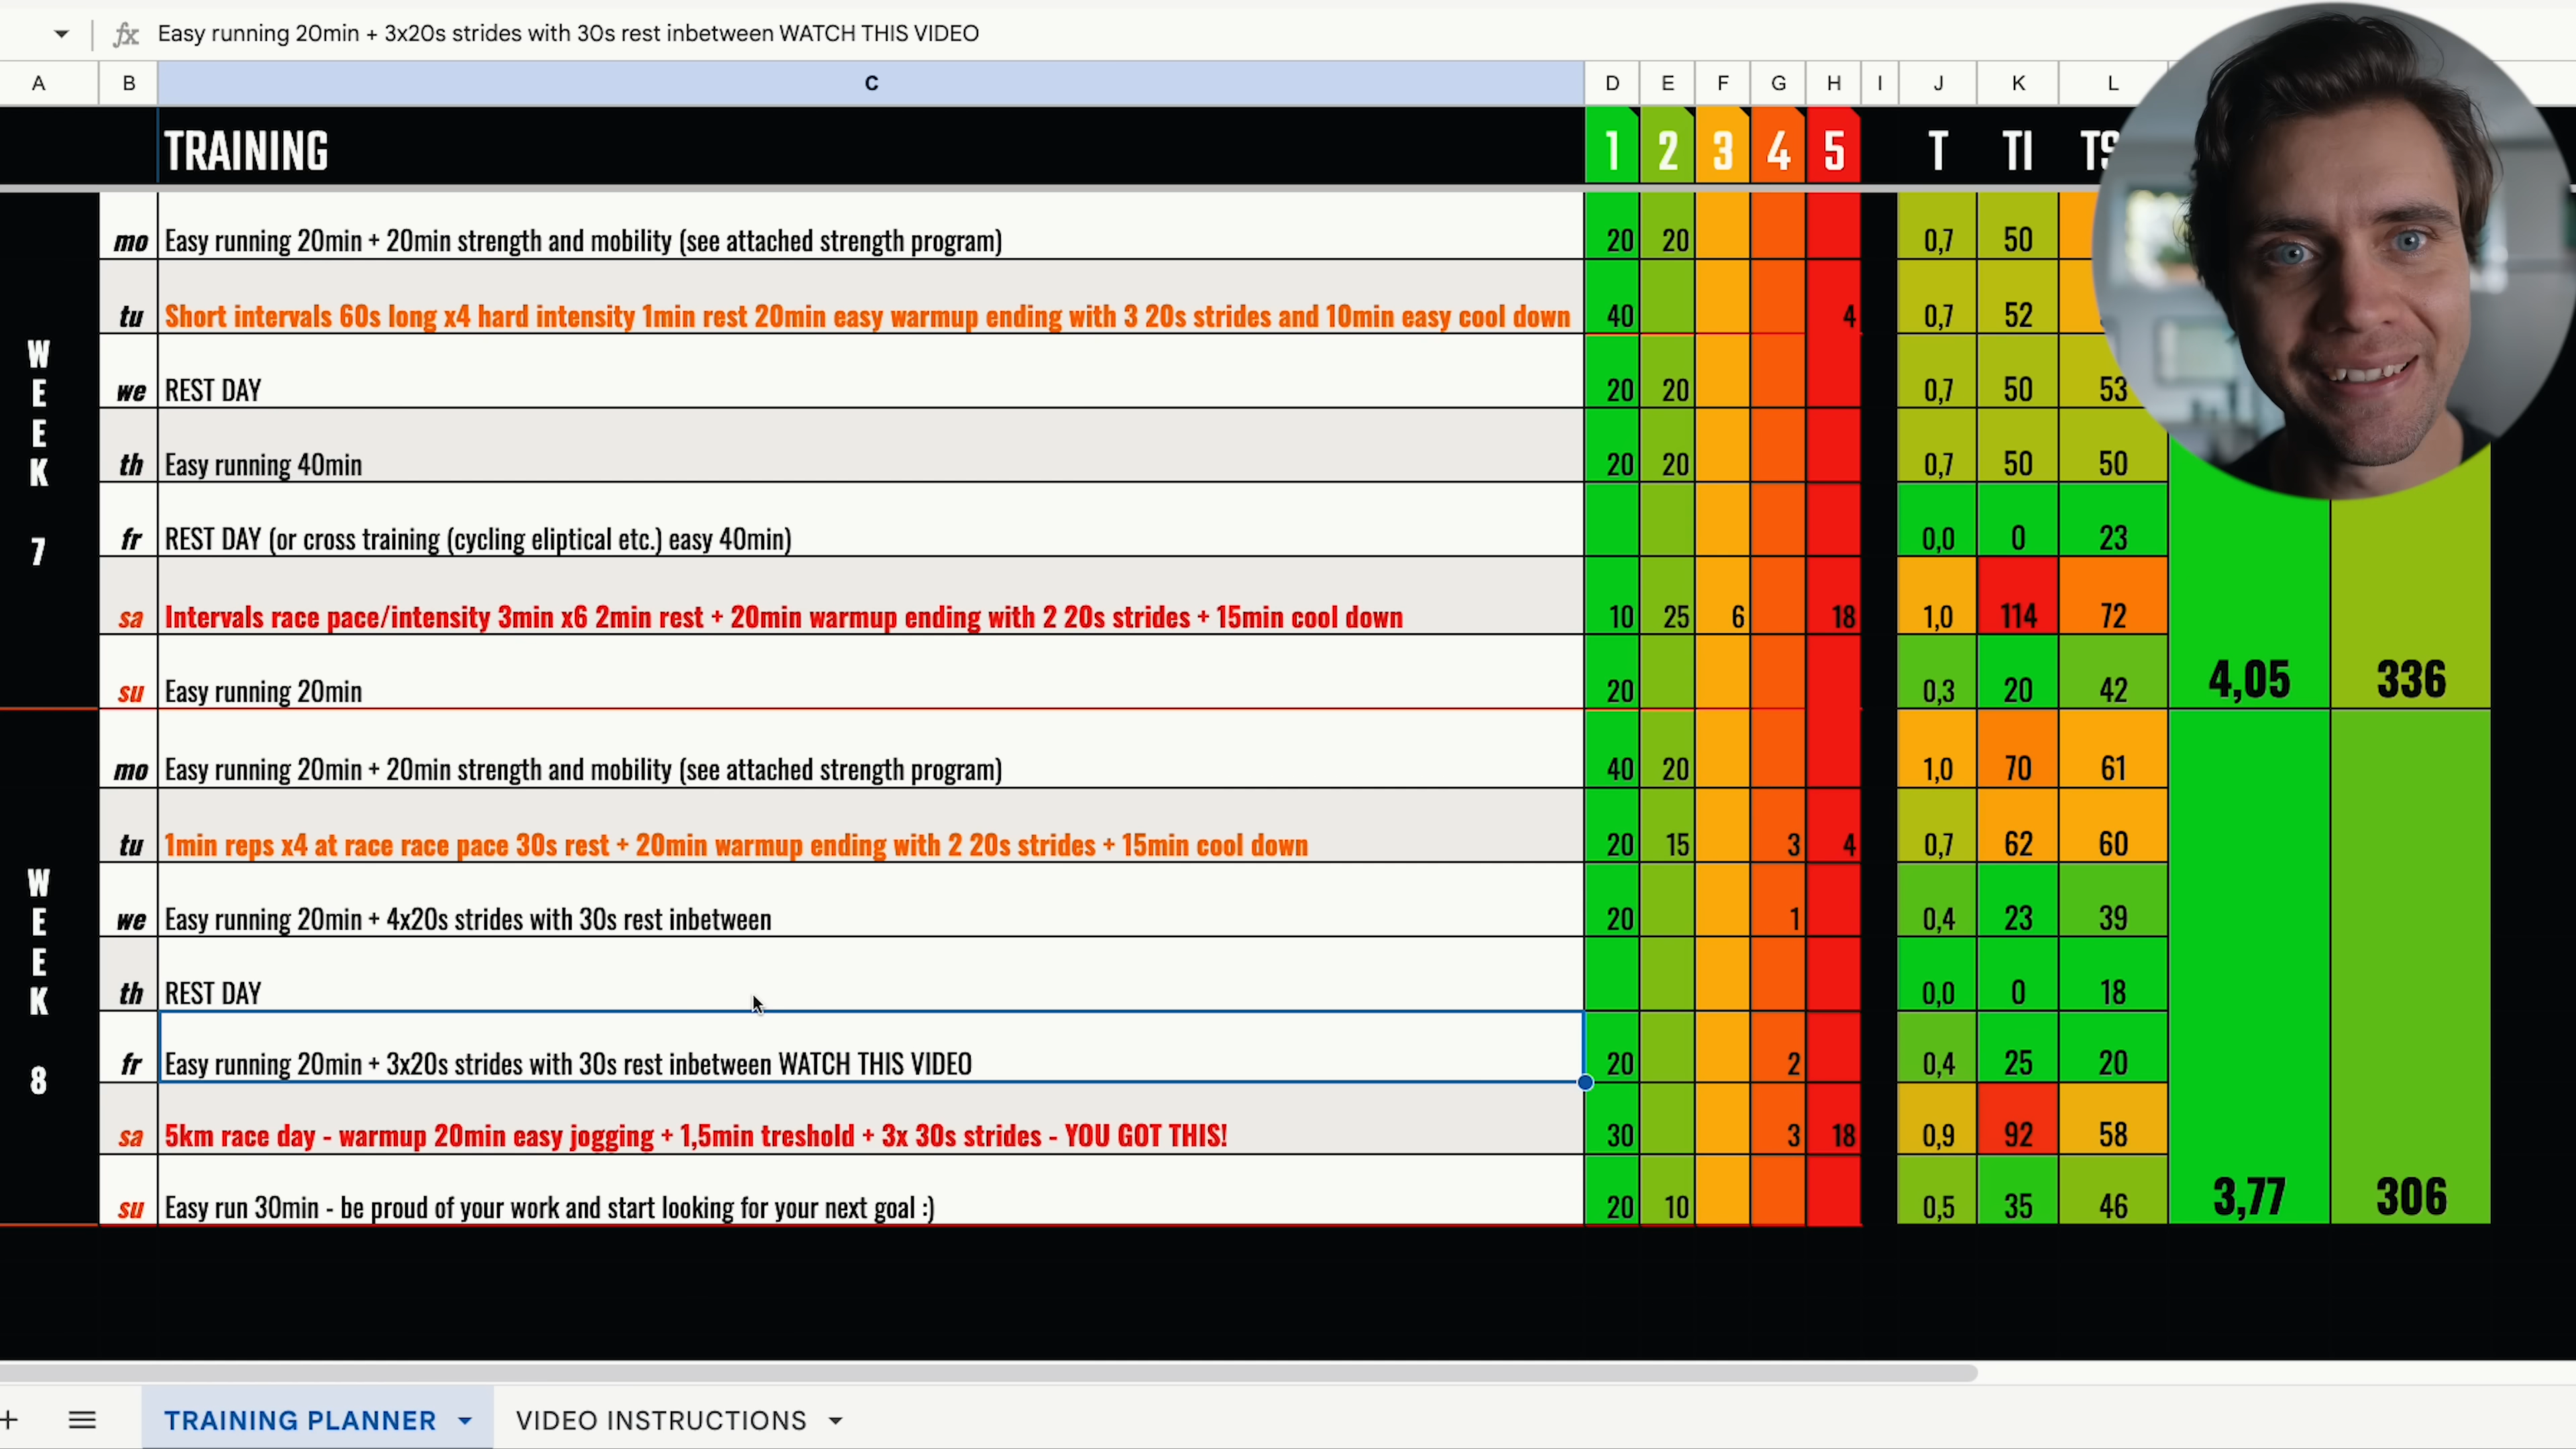 fx Easy running 20min + 3x20s strides with 30s rest inbetween WATCH THIS VIDEO
A B C D E F G H I J K L
TRAINING 1 2 3 4 5 T TI
WEEK 7
mo Easy running 20min + 20min strength and mobility (see attached strength program) 20 20 0,7 50
tu Short intervals 60s long x4 hard intensity 1min rest 20min easy warmup ending with 3 20s strides and 10min easy cool down 40 4 0,7 52
we REST DAY 20 20 0,7 50 53
th Easy running 40min 20 20 0,7 50 50
fr REST DAY (or cross training (cycling eliptical etc.) easy 40min) 0,0 0 23
sa Intervals race pace/intensity 3min x6 2min rest + 20min warmup ending with 2 20s strides + 15min cool down 10 25 6 18 1,0 114 72
su Easy running 20min 20 0,3 20 42 4,05 336
WEEK 8
mo Easy running 20min + 20min strength and mobility (see attached strength program) 40 20 1,0 70 61
tu 1min reps x4 at race race pace 30s rest + 20min warmup ending with 2 20s strides + 15min cool down 20 15 3 4 0,7 62 60
we Easy running 20min + 4x20s strides with 30s rest inbetween 20 1 0,4 23 39
th REST DAY 0,0 0 18
fr Easy running 20min + 3x20s strides with 30s rest inbetween WATCH THIS VIDEO 20 2 0,4 25 20
sa 5km race day - warmup 20min easy jogging + 1,5min treshold + 3x 30s strides - YOU GOT THIS! 30 3 18 0,9 92 58
su Easy run 30min - be proud of your work and start looking for your next goal :) 20 10 0,5 35 46 3,77 306
TRAINING PLANNER VIDEO INSTRUCTIONS